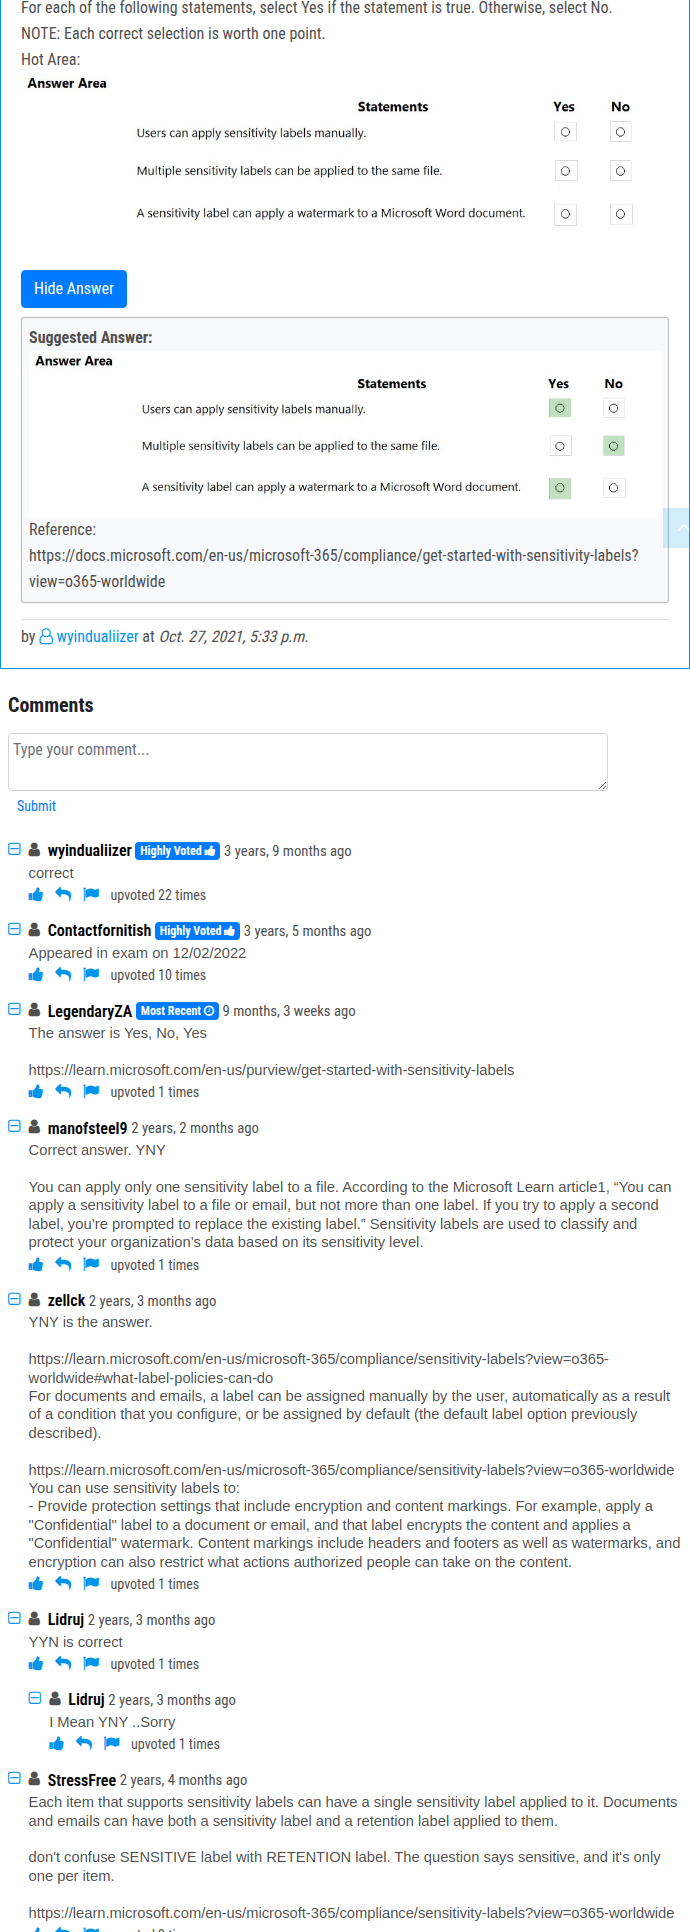 For each of the following statements, select Yes if the statement is true. Otherwise, select No.
NOTE: Each correct selection is worth one point.
Hot Area:
Answer Area
Statements Yes No
Users can apply sensitivity labels manually.
Multiple sensitivity labels can be applied to the same file.
A sensitivity label can apply a watermark to a Microsoft Word document.
Hide Answer
Suggested Answer:
Answer Area
Statements Yes No
Users can apply sensitivity labels manually.
Multiple sensitivity labels can be applied to the same file.
A sensitivity label can apply a watermark to a Microsoft Word document.
Reference:
https://docs.microsoft.com/en-us/microsoft-365/compliance/get-started-with-sensitivity-labels?
view=o365-worldwide
by wyindualiizer at Oct. 27, 2021, 5:33 p.m.
Comments
Type your comment...
Submit
wyindualiizer Highly Voted 3 years, 9 months ago
correct
upvoted 22 times
Contactfornitish Highly Voted 3 years, 5 months ago
Appeared in exam on 12/02/2022
upvoted 10 times
LegendaryZA Most Recent 9 months, 3 weeks ago
The answer is Yes, No, Yes
https://learn.microsoft.com/en-us/purview/get-started-with-sensitivity-labels
upvoted 1 times
manofsteel9 2 years, 2 months ago
Correct answer. YNY
You can apply only one sensitivity label to a file. According to the Microsoft Learn article1, “You can
apply a sensitivity label to a file or email, but not more than one label. If you try to apply a second
label, you’re prompted to replace the existing label.” Sensitivity labels are used to classify and
protect your organization’s data based on its sensitivity level.
upvoted 1 times
zellck 2 years, 3 months ago
YNY is the answer.
https://learn.microsoft.com/en-us/microsoft-365/compliance/sensitivity-labels?view=o365-
worldwide#what-label-policies-can-do
For documents and emails, a label can be assigned manually by the user, automatically as a result
of a condition that you configure, or be assigned by default (the default label option previously
described).
https://learn.microsoft.com/en-us/microsoft-365/compliance/sensitivity-labels?view=o365-worldwide
You can use sensitivity labels to:
- Provide protection settings that include encryption and content markings. For example, apply a
"Confidential" label to a document or email, and that label encrypts the content and applies a
"Confidential" watermark. Content markings include headers and footers as well as watermarks, and
encryption can also restrict what actions authorized people can take on the content.
upvoted 1 times
Lidruj 2 years, 3 months ago
YYN is correct
upvoted 1 times
Lidruj 2 years, 3 months ago
I Mean YNY ..Sorry
upvoted 1 times
StressFree 2 years, 4 months ago
Each item that supports sensitivity labels can have a single sensitivity label applied to it. Documents
and emails can have both a sensitivity label and a retention label applied to them.
don't confuse SENSITIVE label with RETENTION label. The question says sensitive, and it's only
one per item.
https://learn.microsoft.com/en-us/microsoft-365/compliance/sensitivity-labels?view=o365-worldwide